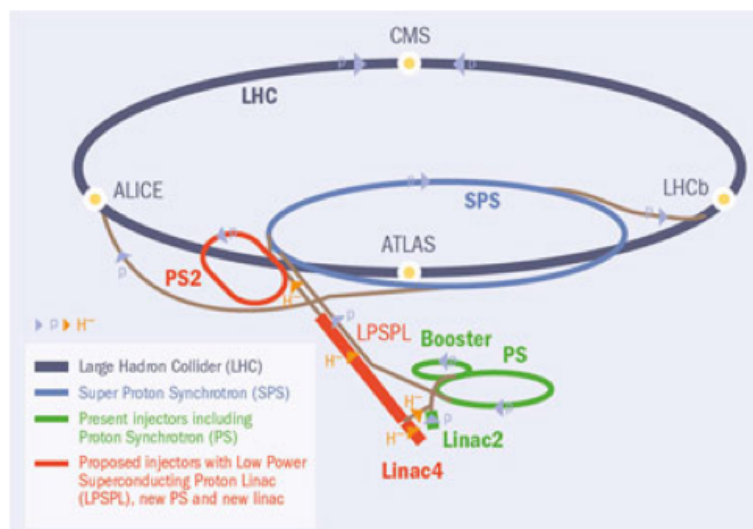 CMS
p
p
LHC
ALICE
p
SPS
LHCb
p
p
ATLAS
PS2
p
H⁻
p
LPSPL
H⁻
Booster
p
PS
p
H⁻
p
H⁻
Linac2
Linac4
p H⁻
Large Hadron Collider (LHC)
Super Proton Synchrotron (SPS)
Present injectors including
Proton Synchrotron (PS)
Proposed injectors with Low Power
Superconducting Proton Linac
(LPSPL), new PS and new linac